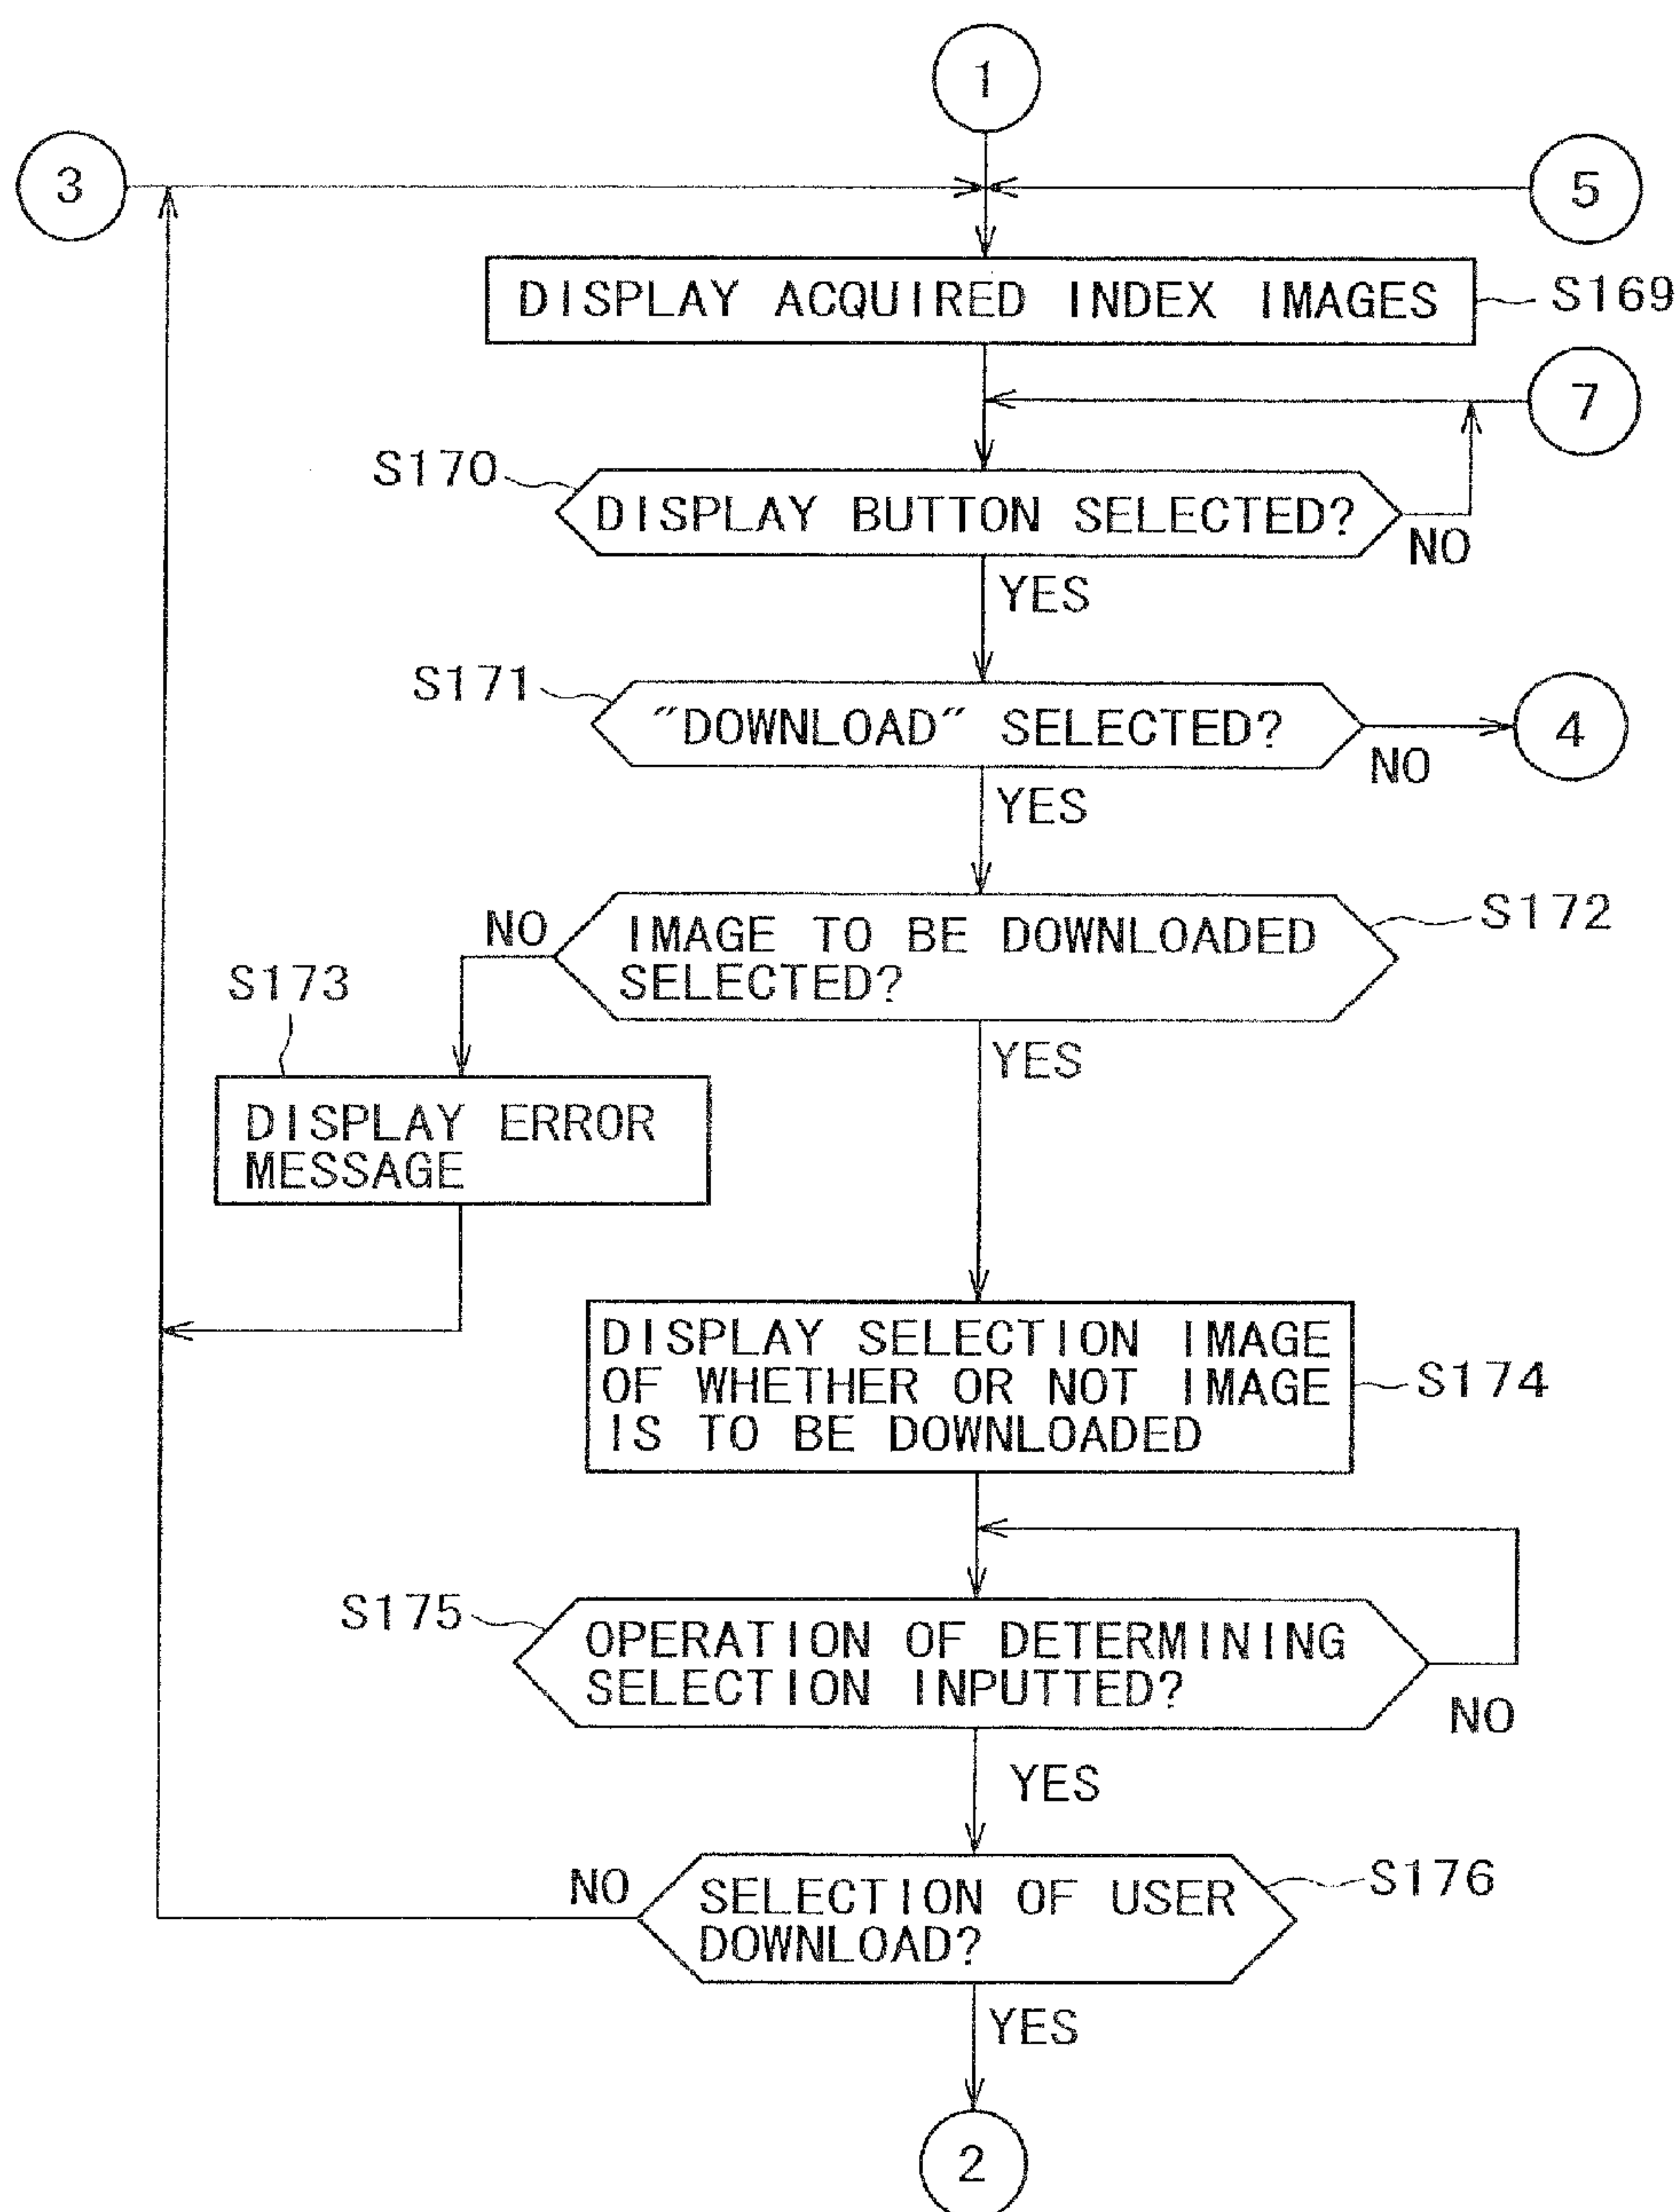 1
3
5
DISPLAY ACQUIRED INDEX IMAGES
S169
7
S170
DISPLAY BUTTON SELECTED?
NO
YES
S171
"DOWNLOAD" SELECTED?
4
NO
YES
S172
NO
IMAGE TO BE DOWNLOADED
SELECTED?
S173
YES
DISPLAY ERROR
MESSAGE
DISPLAY SELECTION IMAGE
OF WHETHER OR NOT IMAGE
IS TO BE DOWNLOADED
S174
S175
OPERATION OF DETERMINING
SELECTION INPUTTED?
NO
YES
S176
NO
SELECTION OF USER
DOWNLOAD?
YES
2